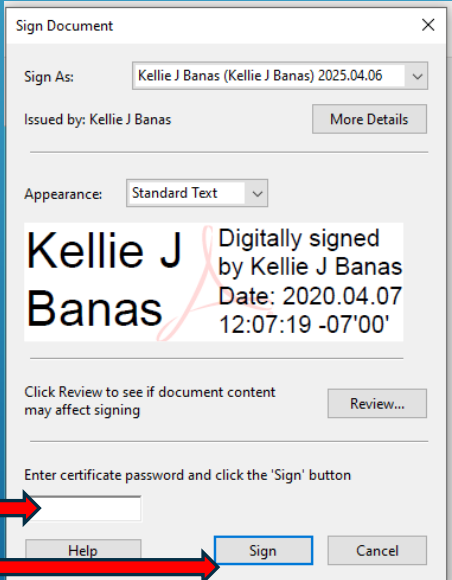 Sign Document
Sign As: Kellie J Banas (Kellie J Banas) 2025.04.06
Issued by: Kellie J Banas More Details
Appearance: Standard Text
Kellie J
Banas
Digitally signed
by Kellie J Banas
Date: 2020.04.07
12:07:19 -07'00'
Click Review to see if document content
may affect signing
Review...
Enter certificate password and click the 'Sign' button
Help Sign Cancel